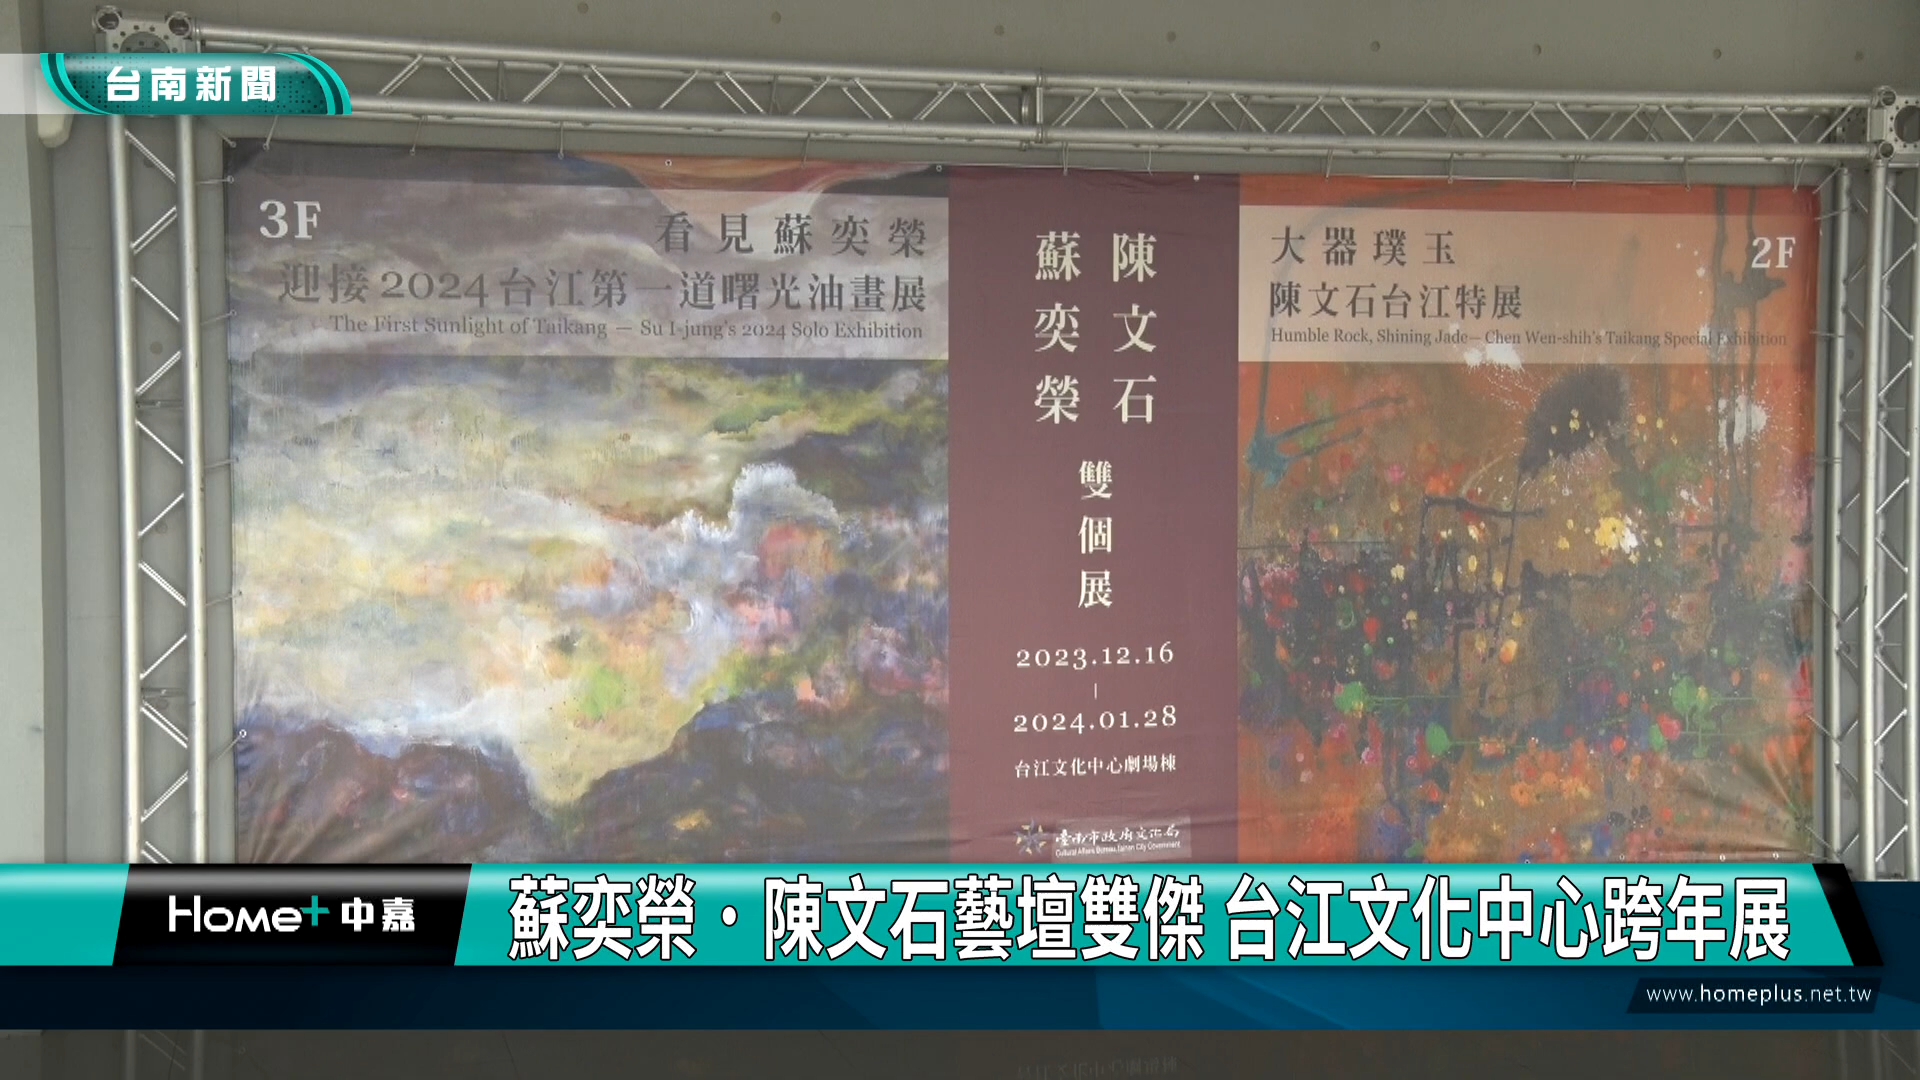 台南新聞
3F
看見蘇奕榮
迎接2024台江第一道曙光油畫展
The First Sunlight of Taikang — Su I-jung's 2024 Solo Exhibition
陳文石
蘇奕榮
雙個展
2023.12.16
|
2024.01.28
台江文化中心劇場棟
臺南市政府文化局
Cultural Affairs Bureau, Tainan City Government
大器璞玉
2F
陳文石台江特展
Humble Rock, Shining Jade— Chen Wen-shih's Taikang Special Exhibition
Home+ 中嘉
蘇奕榮・陳文石藝壇雙傑 台江文化中心跨年展
www.homeplus.net.tw